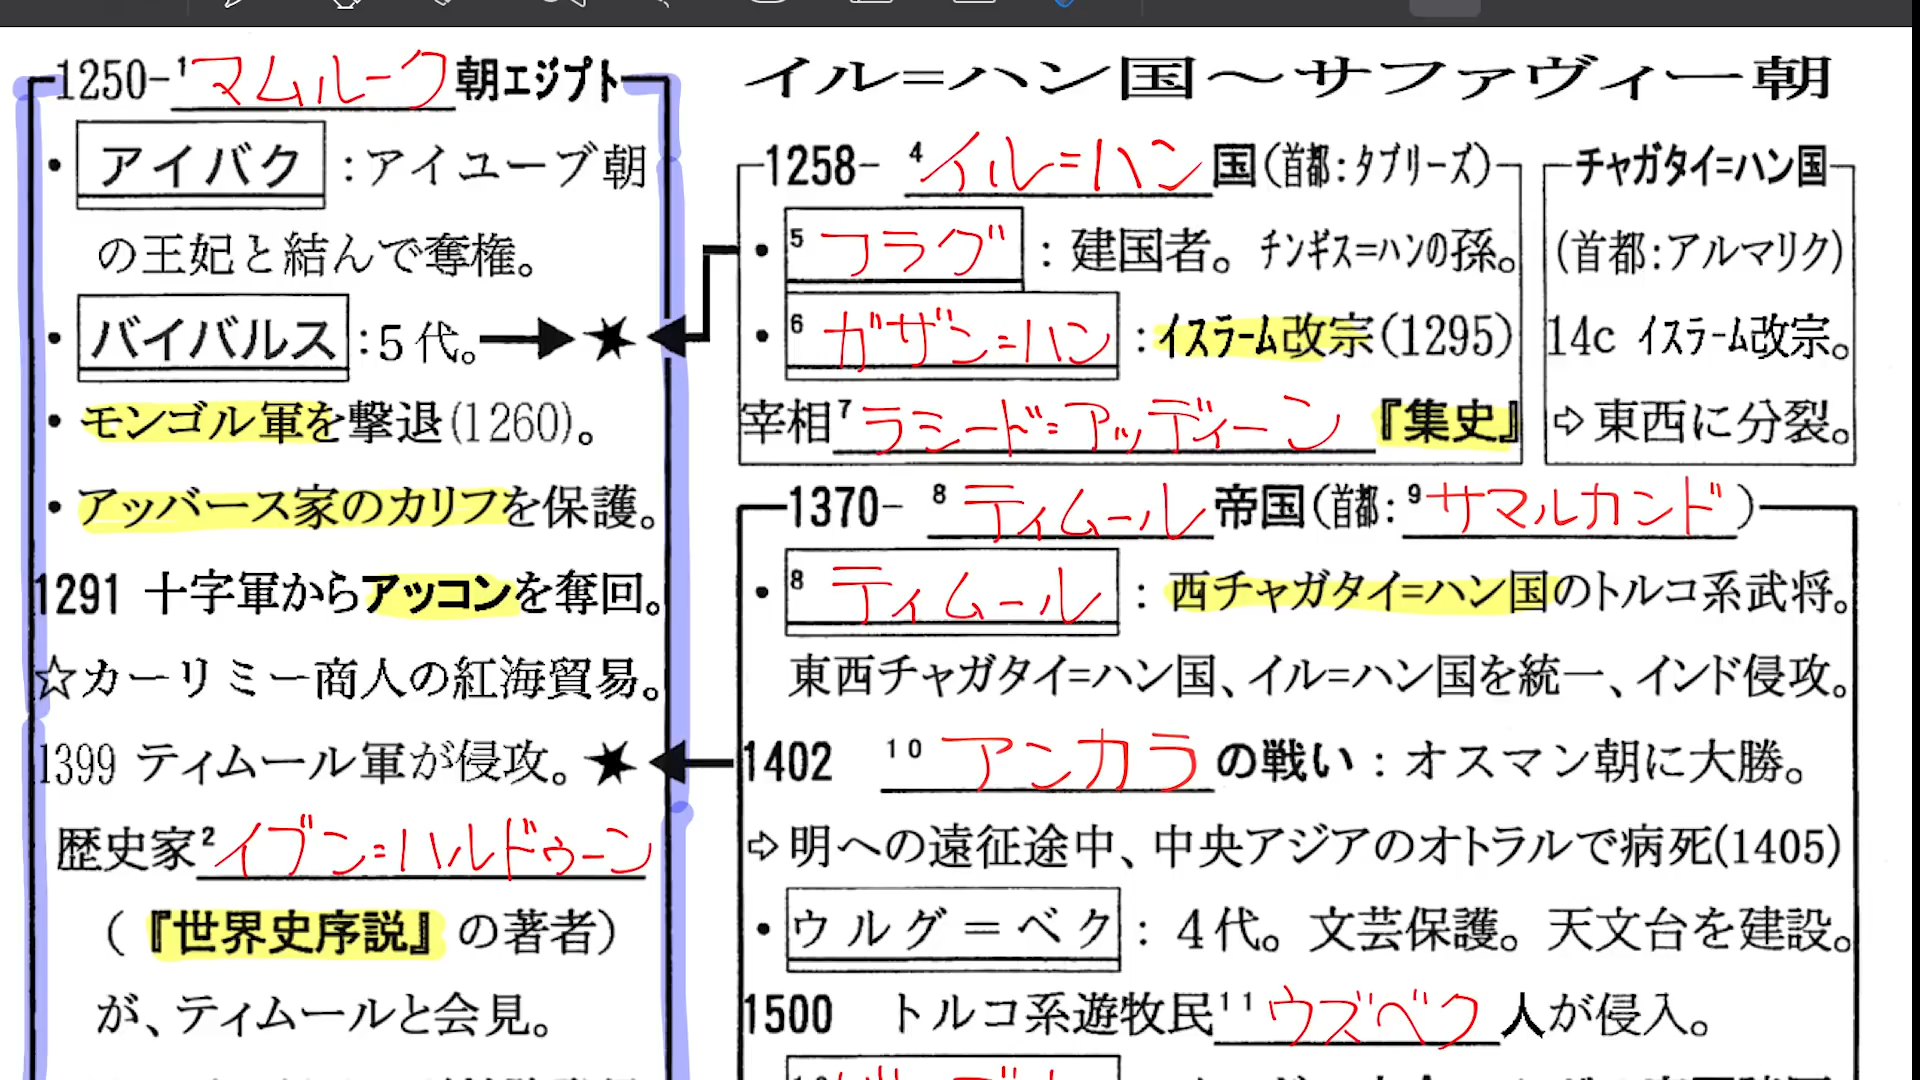 1250-¹マムルーク朝エジプト
・アイバク:アイユーブ朝
の王妃と結んで奪権。
・バイバルス:5代。→★
・モンゴル軍を撃退(1260)。
・アッバース家のカリフを保護。
1291 十字軍からアッコンを奪回。
☆カーリミー商人の紅海貿易。
1399 ティムール軍が侵攻。★
歴史家²イブン=ハルドゥーン
(『世界史序説』の著者)
が、ティムールと会見。
イル=ハン国～サファヴィー朝
1258- ⁴イル=ハン国(首都:タブリーズ)
・⁵フラグ:建国者。チンギス=ハンの孫。
・⁶ガザン=ハン:イスラーム改宗(1295)
宰相⁷ラシード=アッディーン『集史』
チャガタイ=ハン国
(首都:アルマリク)
14c イスラーム改宗。
⇨東西に分裂。
1370- ⁸ティムール帝国(首都:⁹サマルカンド)
・⁸ティムール:西チャガタイ=ハン国のトルコ系武将。
東西チャガタイ=ハン国、イル=ハン国を統一、インド侵攻。
1402 ¹⁰アンカラの戦い:オスマン朝に大勝。
⇨明への遠征途中、中央アジアのオトラルで病死(1405)
・ウルグ=ベク:4代。文芸保護。天文台を建設。
1500 トルコ系遊牧民¹¹ウズベク人が侵入。